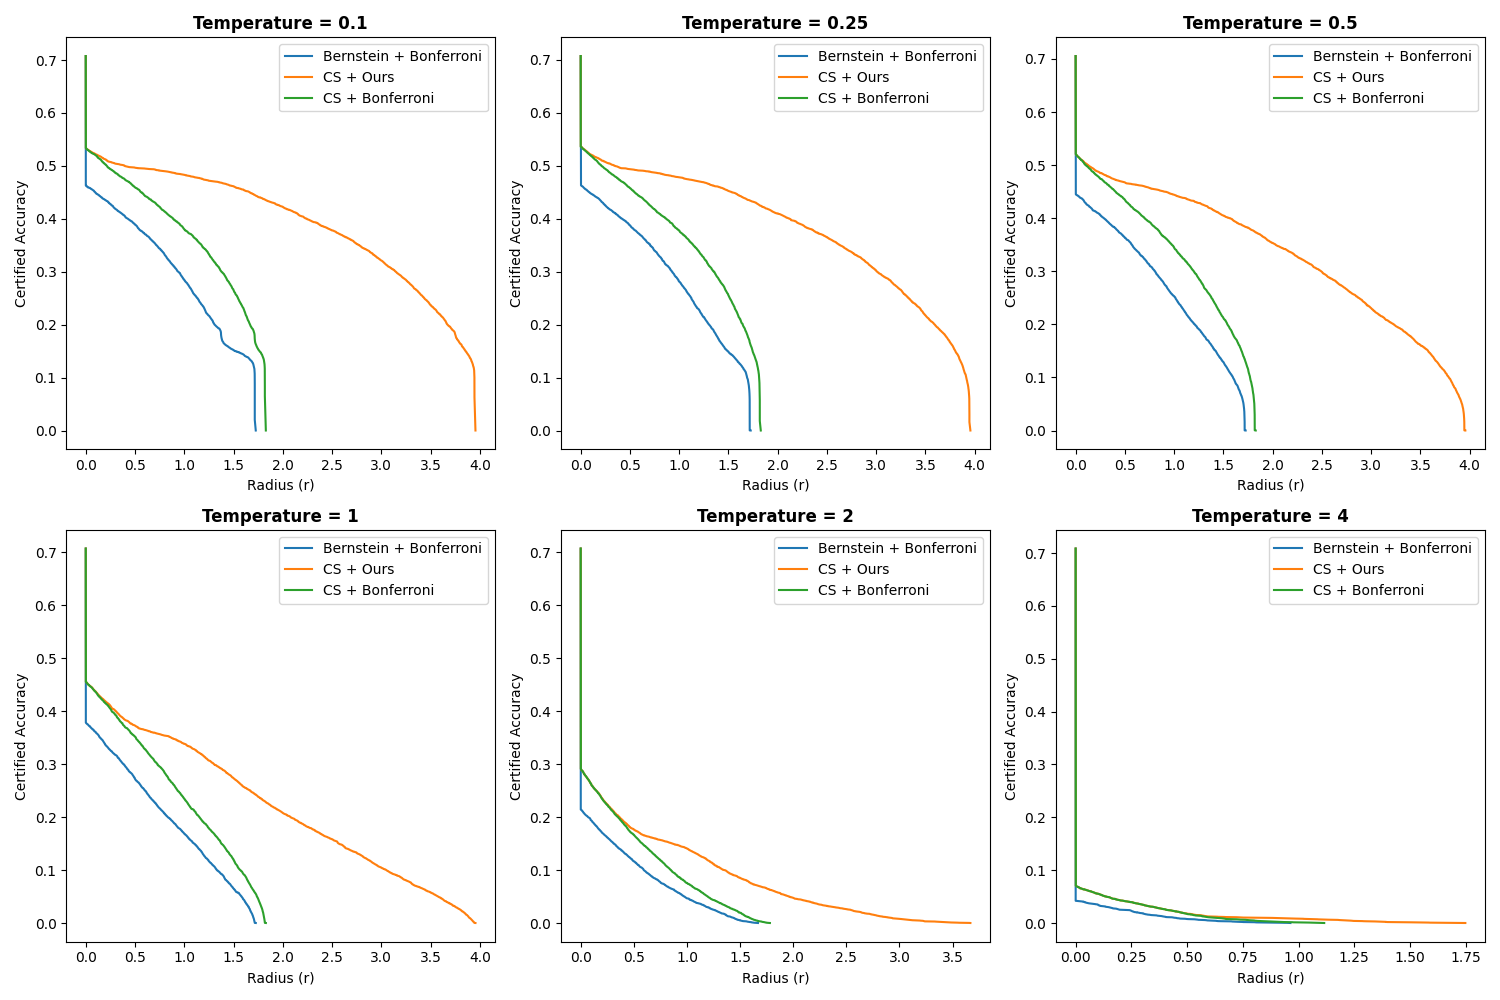 Temperature = 0.1
Bernstein + Bonferroni
CS + Ours
CS + Bonferroni
Certified Accuracy
0.7
0.6
0.5
0.4
0.3
0.2
0.1
0.0
0.0 0.5 1.0 1.5 2.0 2.5 3.0 3.5 4.0
Radius (r)
Temperature = 0.25
Bernstein + Bonferroni
CS + Ours
CS + Bonferroni
Certified Accuracy
0.7
0.6
0.5
0.4
0.3
0.2
0.1
0.0
0.0 0.5 1.0 1.5 2.0 2.5 3.0 3.5 4.0
Radius (r)
Temperature = 0.5
Bernstein + Bonferroni
CS + Ours
CS + Bonferroni
Certified Accuracy
0.7
0.6
0.5
0.4
0.3
0.2
0.1
0.0
0.0 0.5 1.0 1.5 2.0 2.5 3.0 3.5 4.0
Radius (r)
Temperature = 1
Bernstein + Bonferroni
CS + Ours
CS + Bonferroni
Certified Accuracy
0.7
0.6
0.5
0.4
0.3
0.2
0.1
0.0
0.0 0.5 1.0 1.5 2.0 2.5 3.0 3.5 4.0
Radius (r)
Temperature = 2
Bernstein + Bonferroni
CS + Ours
CS + Bonferroni
Certified Accuracy
0.7
0.6
0.5
0.4
0.3
0.2
0.1
0.0
0.0 0.5 1.0 1.5 2.0 2.5 3.0 3.5
Radius (r)
Temperature = 4
Bernstein + Bonferroni
CS + Ours
CS + Bonferroni
Certified Accuracy
0.7
0.6
0.5
0.4
0.3
0.2
0.1
0.0
0.00 0.25 0.50 0.75 1.00 1.25 1.50 1.75
Radius (r)